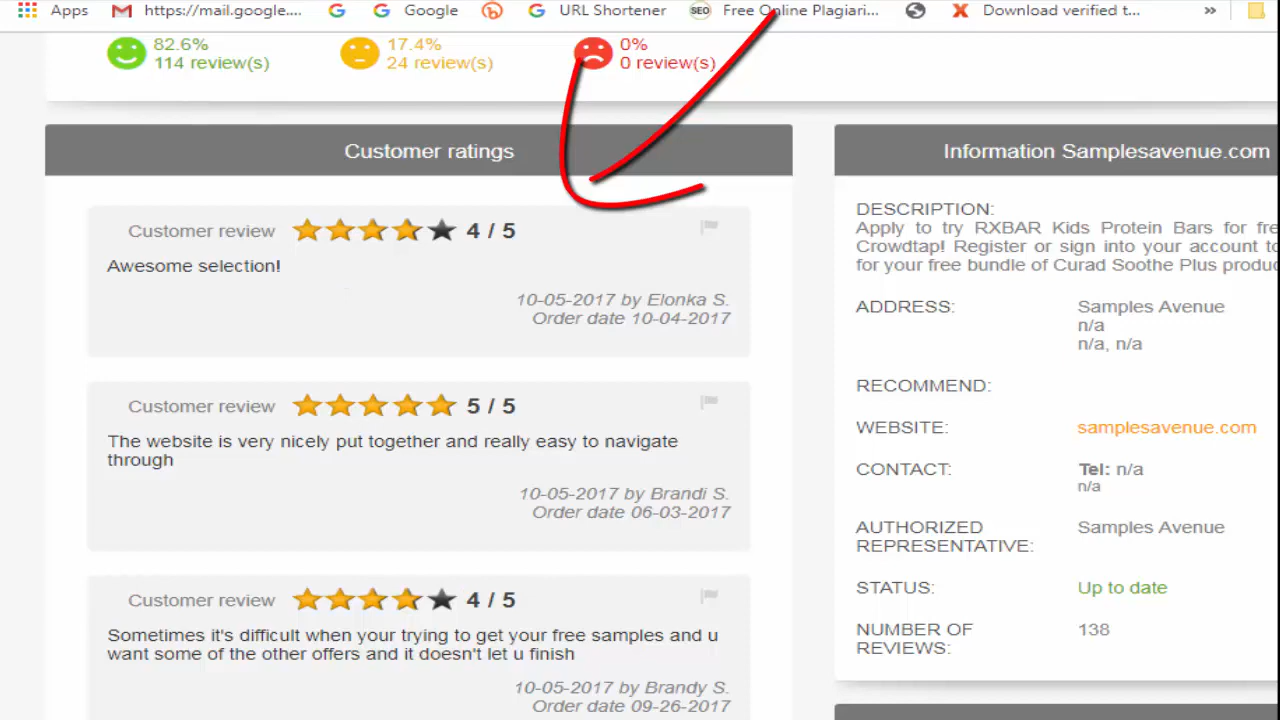 Apps https://mail.google.... Google URL Shortener SEO Free Online Plagiari... Download verified t... »
82.6%
114 review(s)
17.4%
24 review(s)
0%
0 review(s)
Customer ratings
Customer review 4 / 5
Awesome selection!
10-05-2017 by Elonka S.
Order date 10-04-2017
Customer review 5 / 5
The website is very nicely put together and really easy to navigate
through
10-05-2017 by Brandi S.
Order date 06-03-2017
Customer review 4 / 5
Sometimes it's difficult when your trying to get your free samples and u
want some of the other offers and it doesn't let u finish
10-05-2017 by Brandy S.
Order date 09-26-2017
Information Samplesavenue.com
DESCRIPTION:
Apply to try RXBAR Kids Protein Bars for fre
Crowdtap! Register or sign into your account to
for your free bundle of Curad Soothe Plus produc
ADDRESS: Samples Avenue
n/a
n/a, n/a
RECOMMEND:
WEBSITE: samplesavenue.com
CONTACT: Tel: n/a
n/a
AUTHORIZED
REPRESENTATIVE: Samples Avenue
STATUS: Up to date
NUMBER OF
REVIEWS: 138